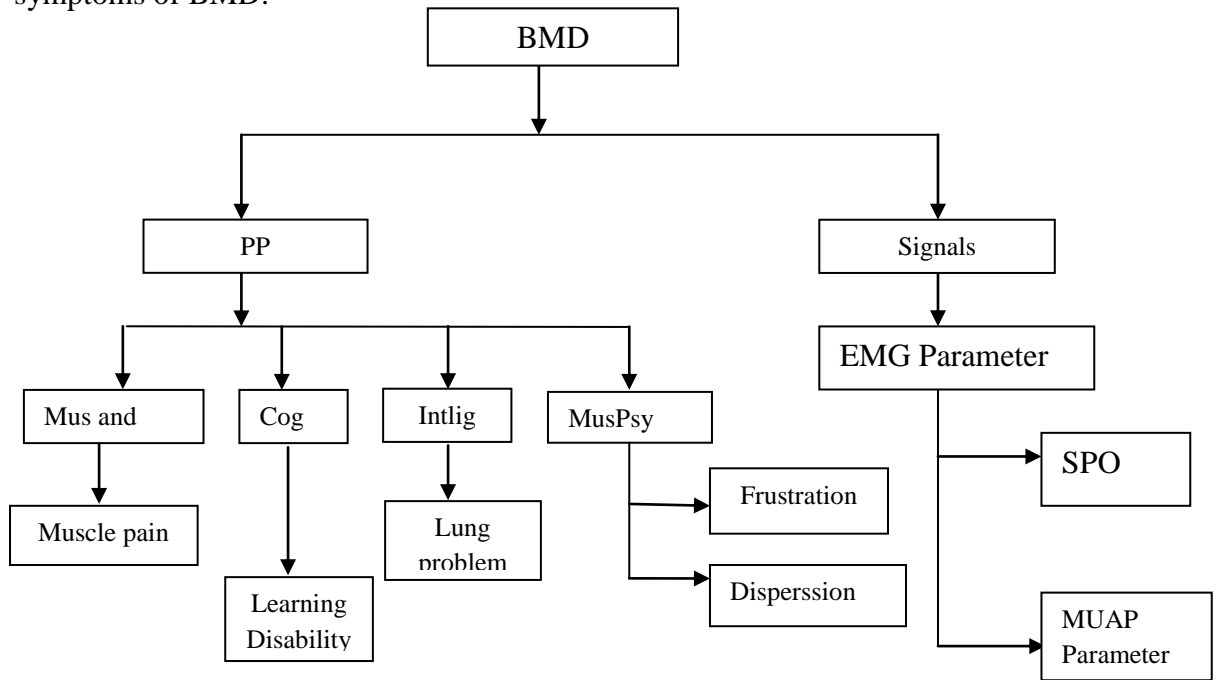 symptoms of BMD.
BMD
PP
Signals
EMG Parameter
Mus and
Cog
Intlig
MusPsy
SPO
Frustration
Muscle pain
Lung
problem
Disperssion
Learning
Disability
MUAP
Parameter